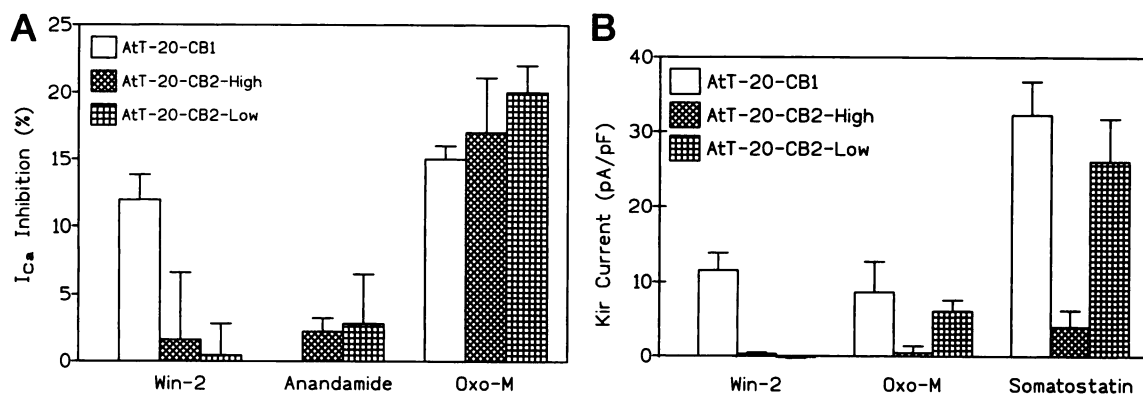 A
25
20
15
10
5
0
I_Ca Inhibition (%)
AtT-20-CB1
AtT-20-CB2-High
AtT-20-CB2-Low
Win-2
Anandamide
Oxo-M
B
40
30
20
10
0
Kir Current (pA/pF)
AtT-20-CB1
AtT-20-CB2-High
AtT-20-CB2-Low
Win-2
Oxo-M
Somatostatin